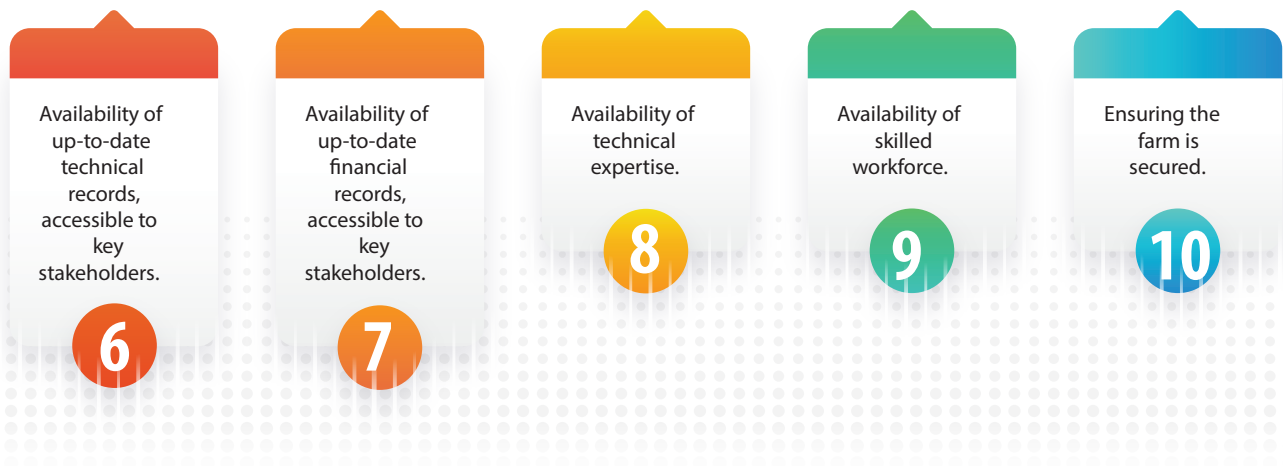 Availability of
up-to-date
technical
records,
accessible to
key
stakeholders.
6
Availability of
up-to-date
financial
records,
accessible to
key
stakeholders.
7
Availability of
technical
expertise.
8
Availability of
skilled
workforce.
9
Ensuring the
farm is
secured.
10